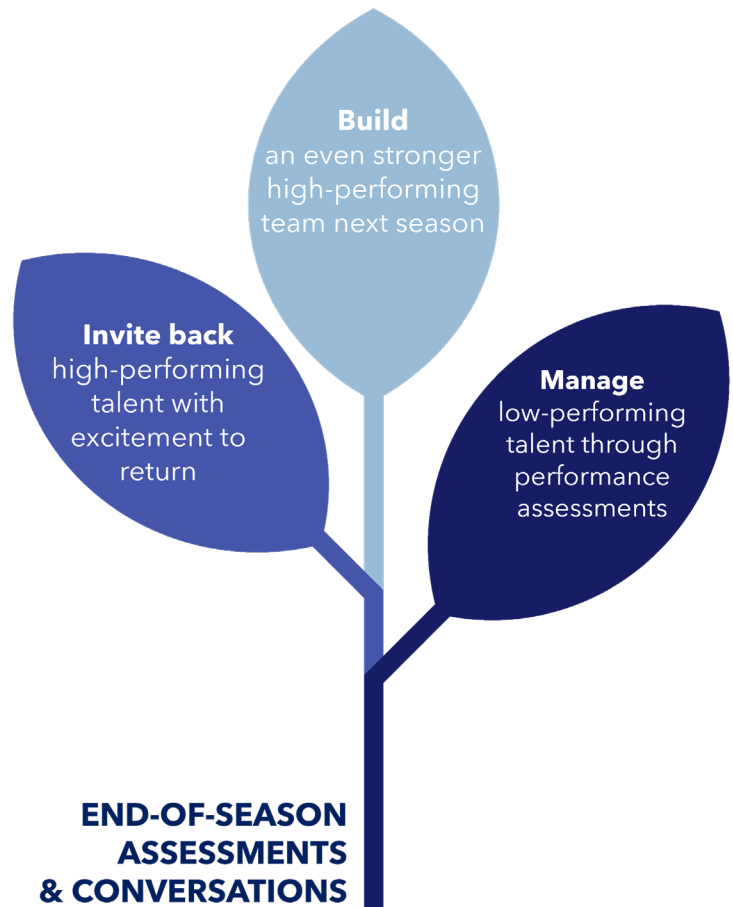 Build
an even stronger
high-performing
team next season
Invite back
high-performing
talent with
excitement to
return
Manage
low-performing
talent through
performance
assessments
END-OF-SEASON
ASSESSMENTS
& CONVERSATIONS